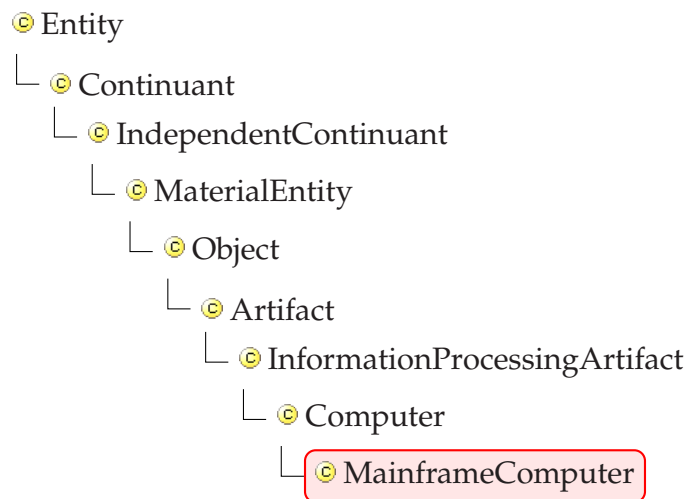 Entity
Continuant
IndependentContinuant
MaterialEntity
Object
Artifact
InformationProcessingArtifact
Computer
MainframeComputer